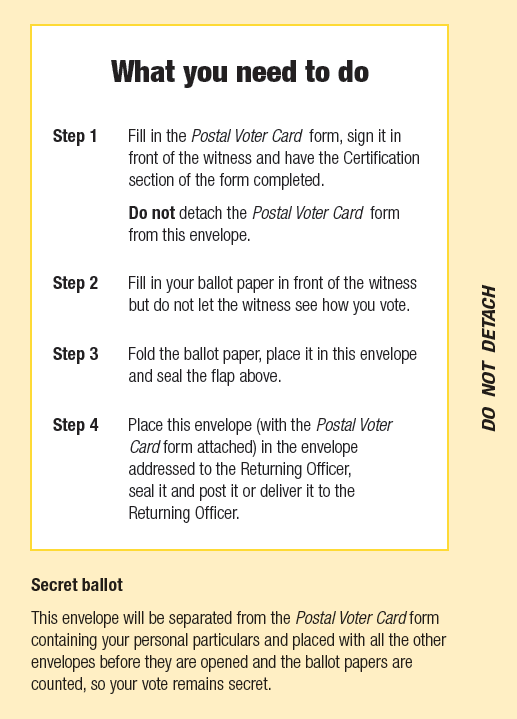 What you need to do
Step 1 Fill in the Postal Voter Card form, sign it in
front of the witness and have the Certification
section of the form completed.
Do not detach the Postal Voter Card form
from this envelope.
Step 2 Fill in your ballot paper in front of the witness
but do not let the witness see how you vote.
Step 3 Fold the ballot paper, place it in this envelope
and seal the flap above.
Step 4 Place this envelope (with the Postal Voter
Card form attached) in the envelope
addressed to the Returning Officer,
seal it and post it or deliver it to the
Returning Officer.
DO NOT DETACH
Secret ballot
This envelope will be separated from the Postal Voter Card form
containing your personal particulars and placed with all the other
envelopes before they are opened and the ballot papers are
counted, so your vote remains secret.